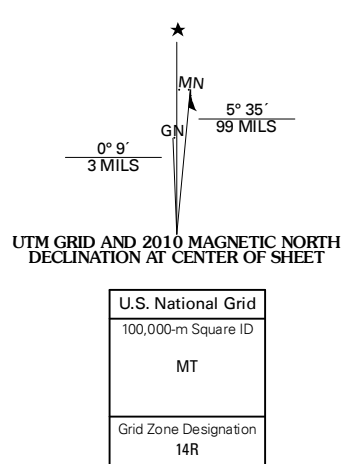 MN
5° 35´
99 MILS
GN
0° 9´
3 MILS
UTM GRID AND 2010 MAGNETIC NORTH
DECLINATION AT CENTER OF SHEET
U.S. National Grid
100,000-m Square ID
MT
Grid Zone Designation
14R